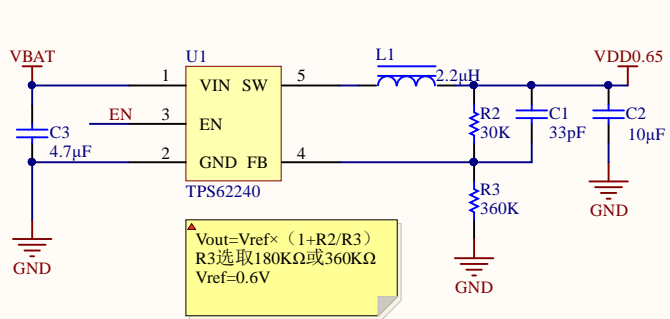 VBAT
U1
L1
VDD0.65
1
VIN
SW
5
2.2μH
EN
3
EN
C3
4.7μF
R2
30K
C1
33pF
C2
10μF
2
GND
FB
4
TPS62240
R3
360K
GND
GND
GND
Vout=Vref×（1+R2/R3）
R3选取180KΩ或360KΩ
Vref=0.6V